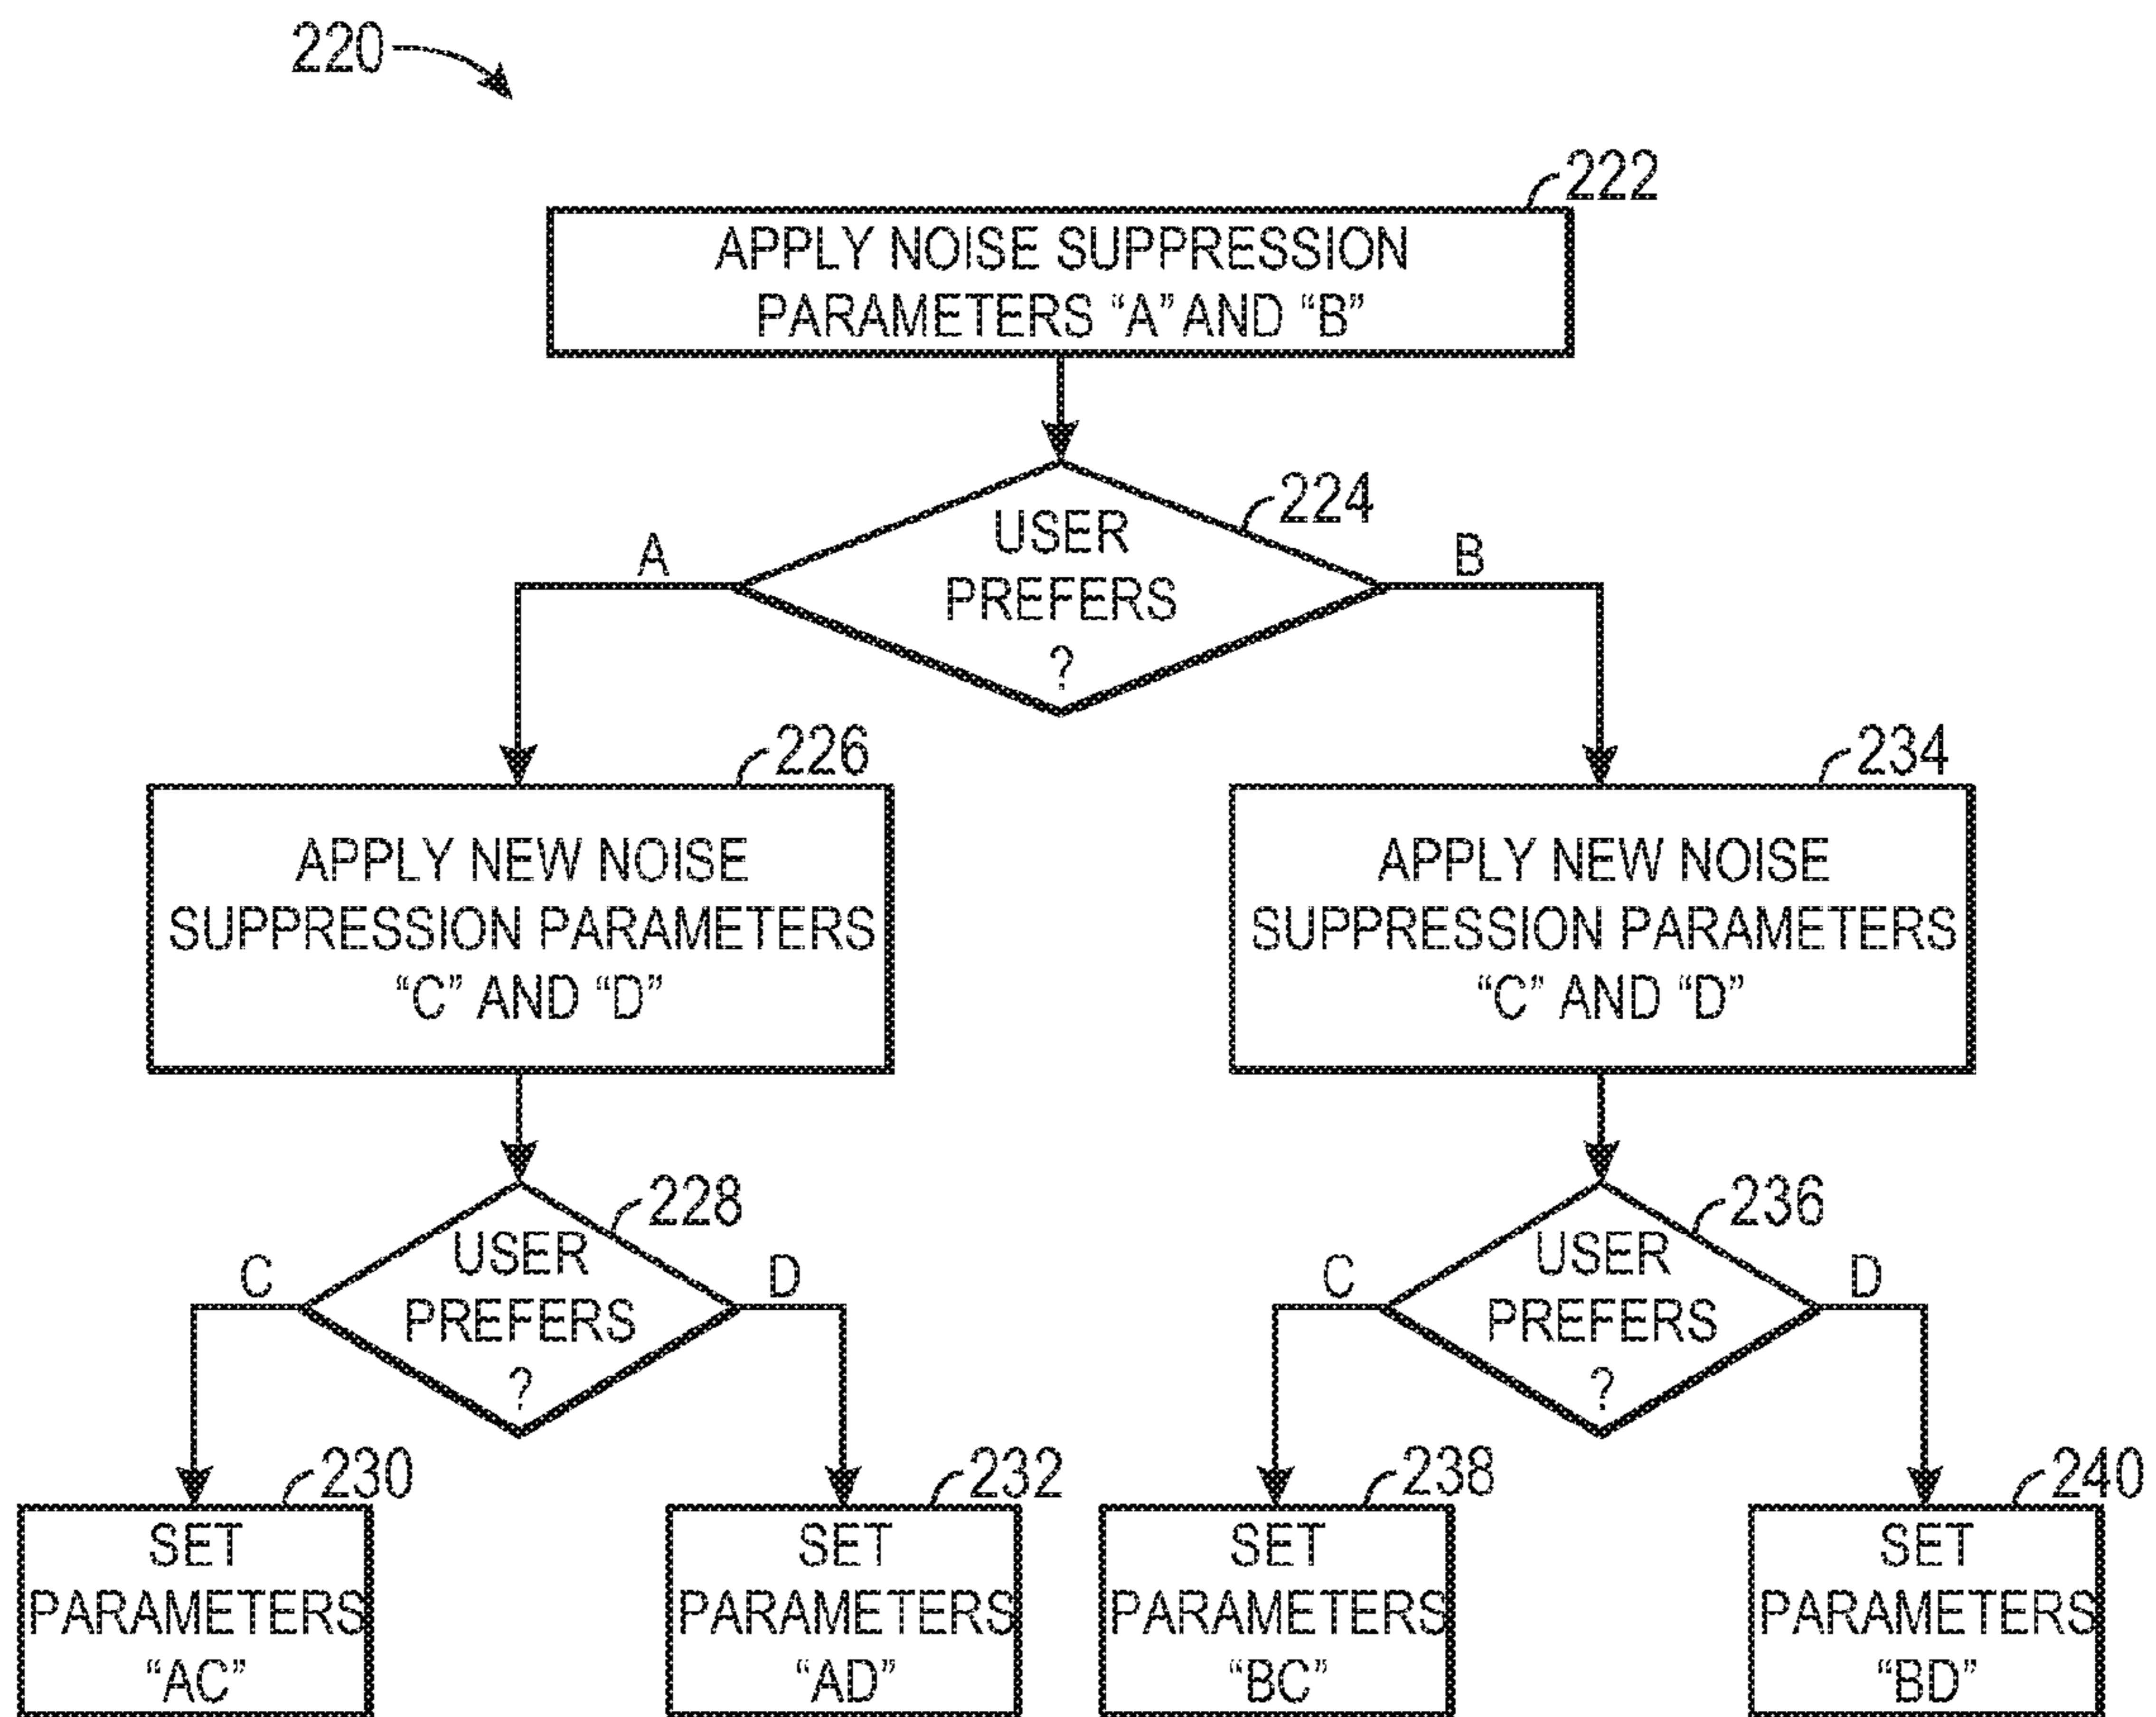 220
222
APPLY NOISE SUPPRESSION
PARAMETERS “A” AND “B”
224
USER
PREFERS
?
A
B
226
APPLY NEW NOISE
SUPPRESSION PARAMETERS
“C” AND “D”
234
APPLY NEW NOISE
SUPPRESSION PARAMETERS
“C” AND “D”
228
USER
PREFERS
?
C
D
236
USER
PREFERS
?
C
D
230
SET
PARAMETERS
“AC”
232
SET
PARAMETERS
“AD”
238
SET
PARAMETERS
“BC”
240
SET
PARAMETERS
“BD”